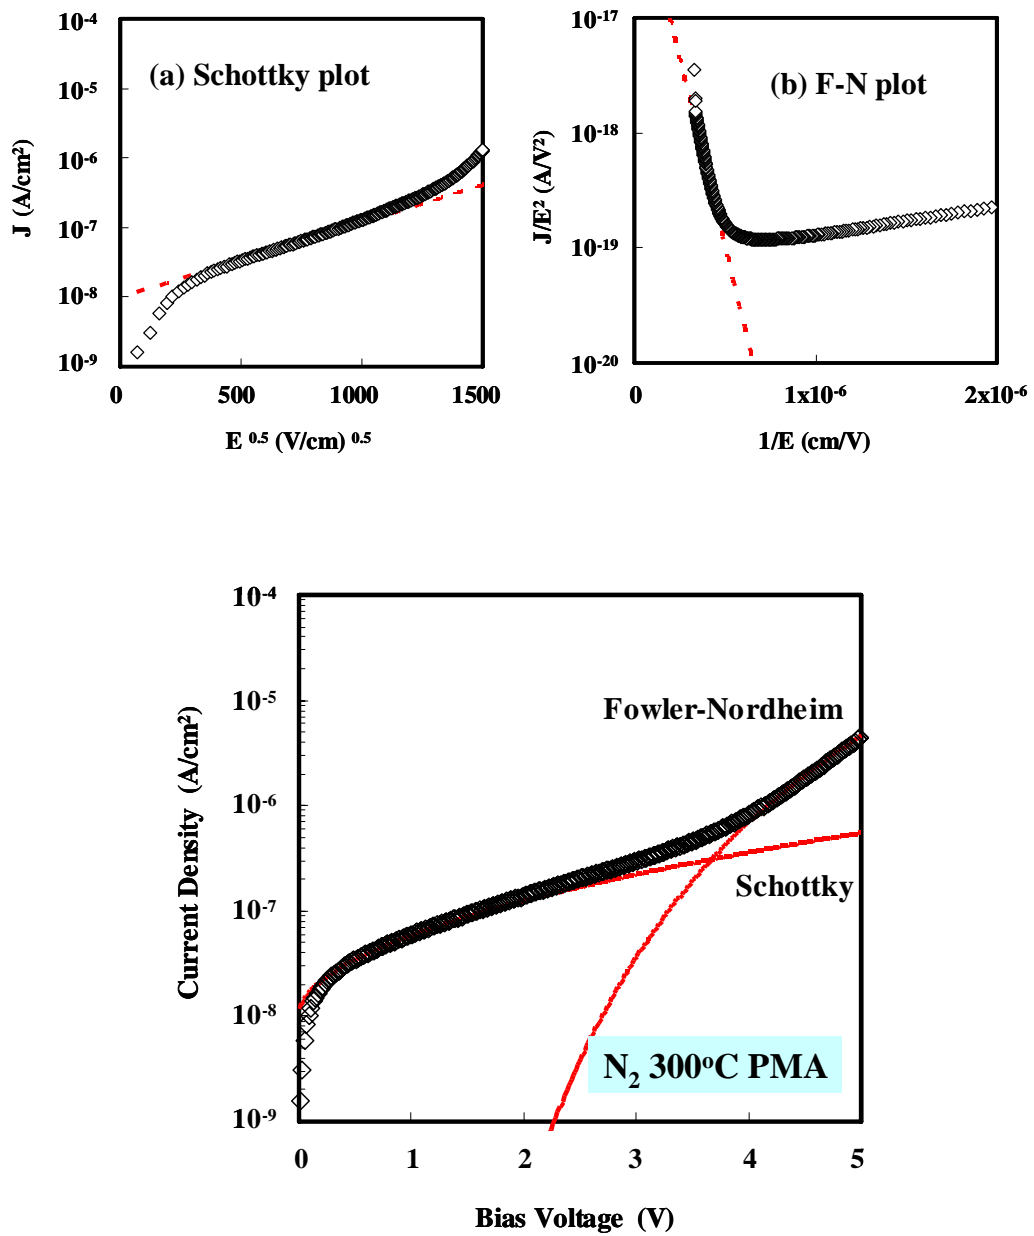 (a) Schottky plot
J (A/cm²)
10⁻⁴
10⁻⁵
10⁻⁶
10⁻⁷
10⁻⁸
10⁻⁹
0 500 1000 1500
E ⁰·⁵ (V/cm) ⁰·⁵
(b) F-N plot
J/E² (A/V²)
10⁻¹⁷
10⁻¹⁸
10⁻¹⁹
10⁻²⁰
0 1x10⁻⁶ 2x10⁻⁶
1/E (cm/V)
Current Density (A/cm²)
10⁻⁴
10⁻⁵
10⁻⁶
10⁻⁷
10⁻⁸
10⁻⁹
Fowler-Nordheim
Schottky
N₂ 300°C PMA
0 1 2 3 4 5
Bias Voltage (V)